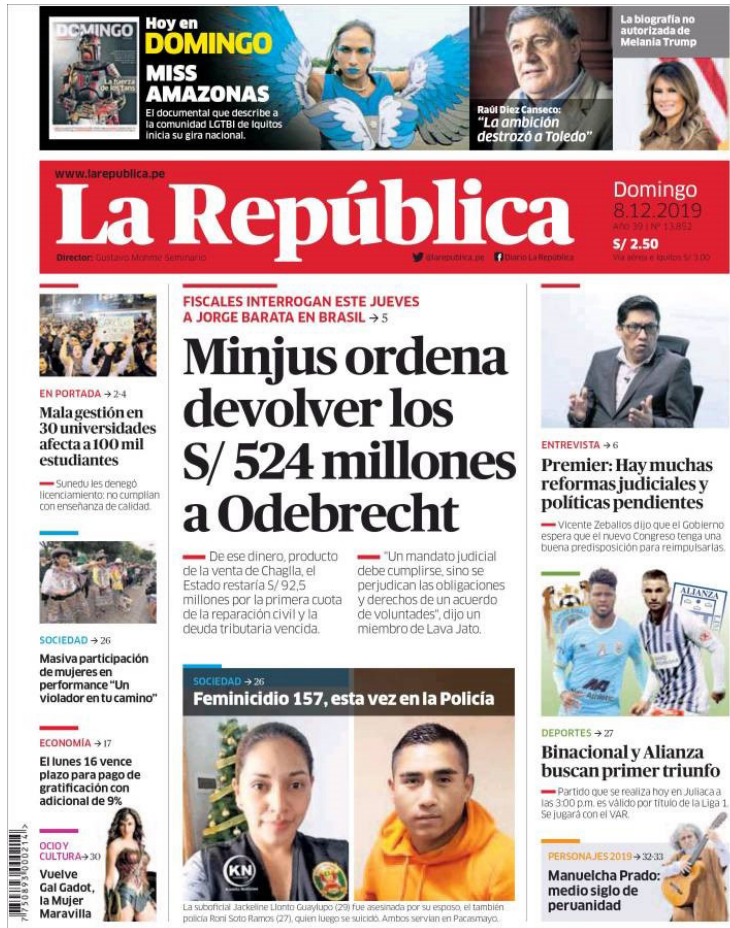 DOMINGO
La fuerza
de los fans
Hoy en
DOMINGO
MISS
AMAZONAS
El documental que describe a
la comunidad LGTBI de Iquitos
inicia su gira nacional.
Raúl Diez Canseco:
"La ambición
destrozó a Toledo"
La biografía no
autorizada de
Melania Trump
www.larepublica.pe
La República
Director: Gustavo Mohme Seminario
@larepublica_pe
Diario La República
Domingo
8.12.2019
Año 39 | N° 13.852
S/ 2.50
Vía aérea e Iquitos S/ 3.00
EN PORTADA → 2-4
Mala gestión en
30 universidades
afecta a 100 mil
estudiantes
Sunedu les denegó
licenciamiento: no cumplían
con enseñanza de calidad.
SOCIEDAD → 26
Masiva participación
de mujeres en
performance "Un
violador en tu camino"
ECONOMÍA → 17
El lunes 16 vence
plazo para pago de
gratificación con
adicional de 9%
OCIO Y
CULTURA → 30
Vuelve
Gal Gadot,
la Mujer
Maravilla
FISCALES INTERROGAN ESTE JUEVES
A JORGE BARATA EN BRASIL → 5
Minjus ordena
devolver los
S/ 524 millones
a Odebrecht
De ese dinero, producto
de la venta de Chaglla, el
Estado restaría S/ 92,5
millones por la primera cuota
de la reparación civil y la
deuda tributaria vencida.
"Un mandato judicial
debe cumplirse, sino se
perjudican las obligaciones
y derechos de un acuerdo
de voluntades", dijo un
miembro de Lava Jato.
SOCIEDAD → 26
Feminicidio 157, esta vez en la Policía
KN
La suboficial Jackeline Llonto Guaylupo (29) fue asesinada por su esposo, el también
policía Roni Soto Ramos (27), quien luego se suicidó. Ambos servían en Pacasmayo.
ENTREVISTA → 6
Premier: Hay muchas
reformas judiciales y
políticas pendientes
Vicente Zeballos dijo que el Gobierno
espera que el nuevo Congreso tenga una
buena predisposición para reimpulsarlas.
ALIANZA
DEPORTES → 27
Binacional y Alianza
buscan primer triunfo
Partido que se realiza hoy en Juliaca a
las 3:00 p.m. es válido por título de la Liga 1.
Se jugará con el VAR.
PERSONAJES 2019 → 32-33
Manuelcha Prado:
medio siglo de
peruanidad
7 750893 000214